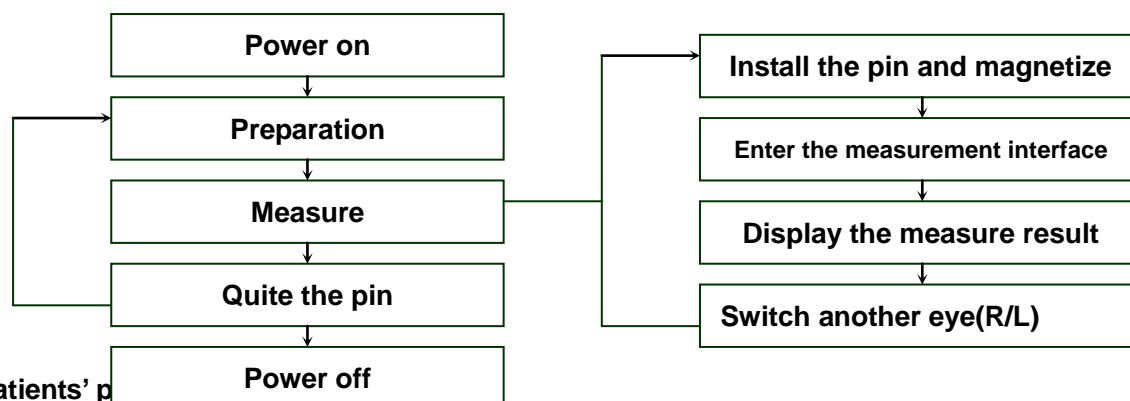 Power on
Preparation
Measure
Quite the pin
Power off
Install the pin and magnetize
Enter the measurement interface
Display the measure result
Switch another eye(R/L)
atients’ p